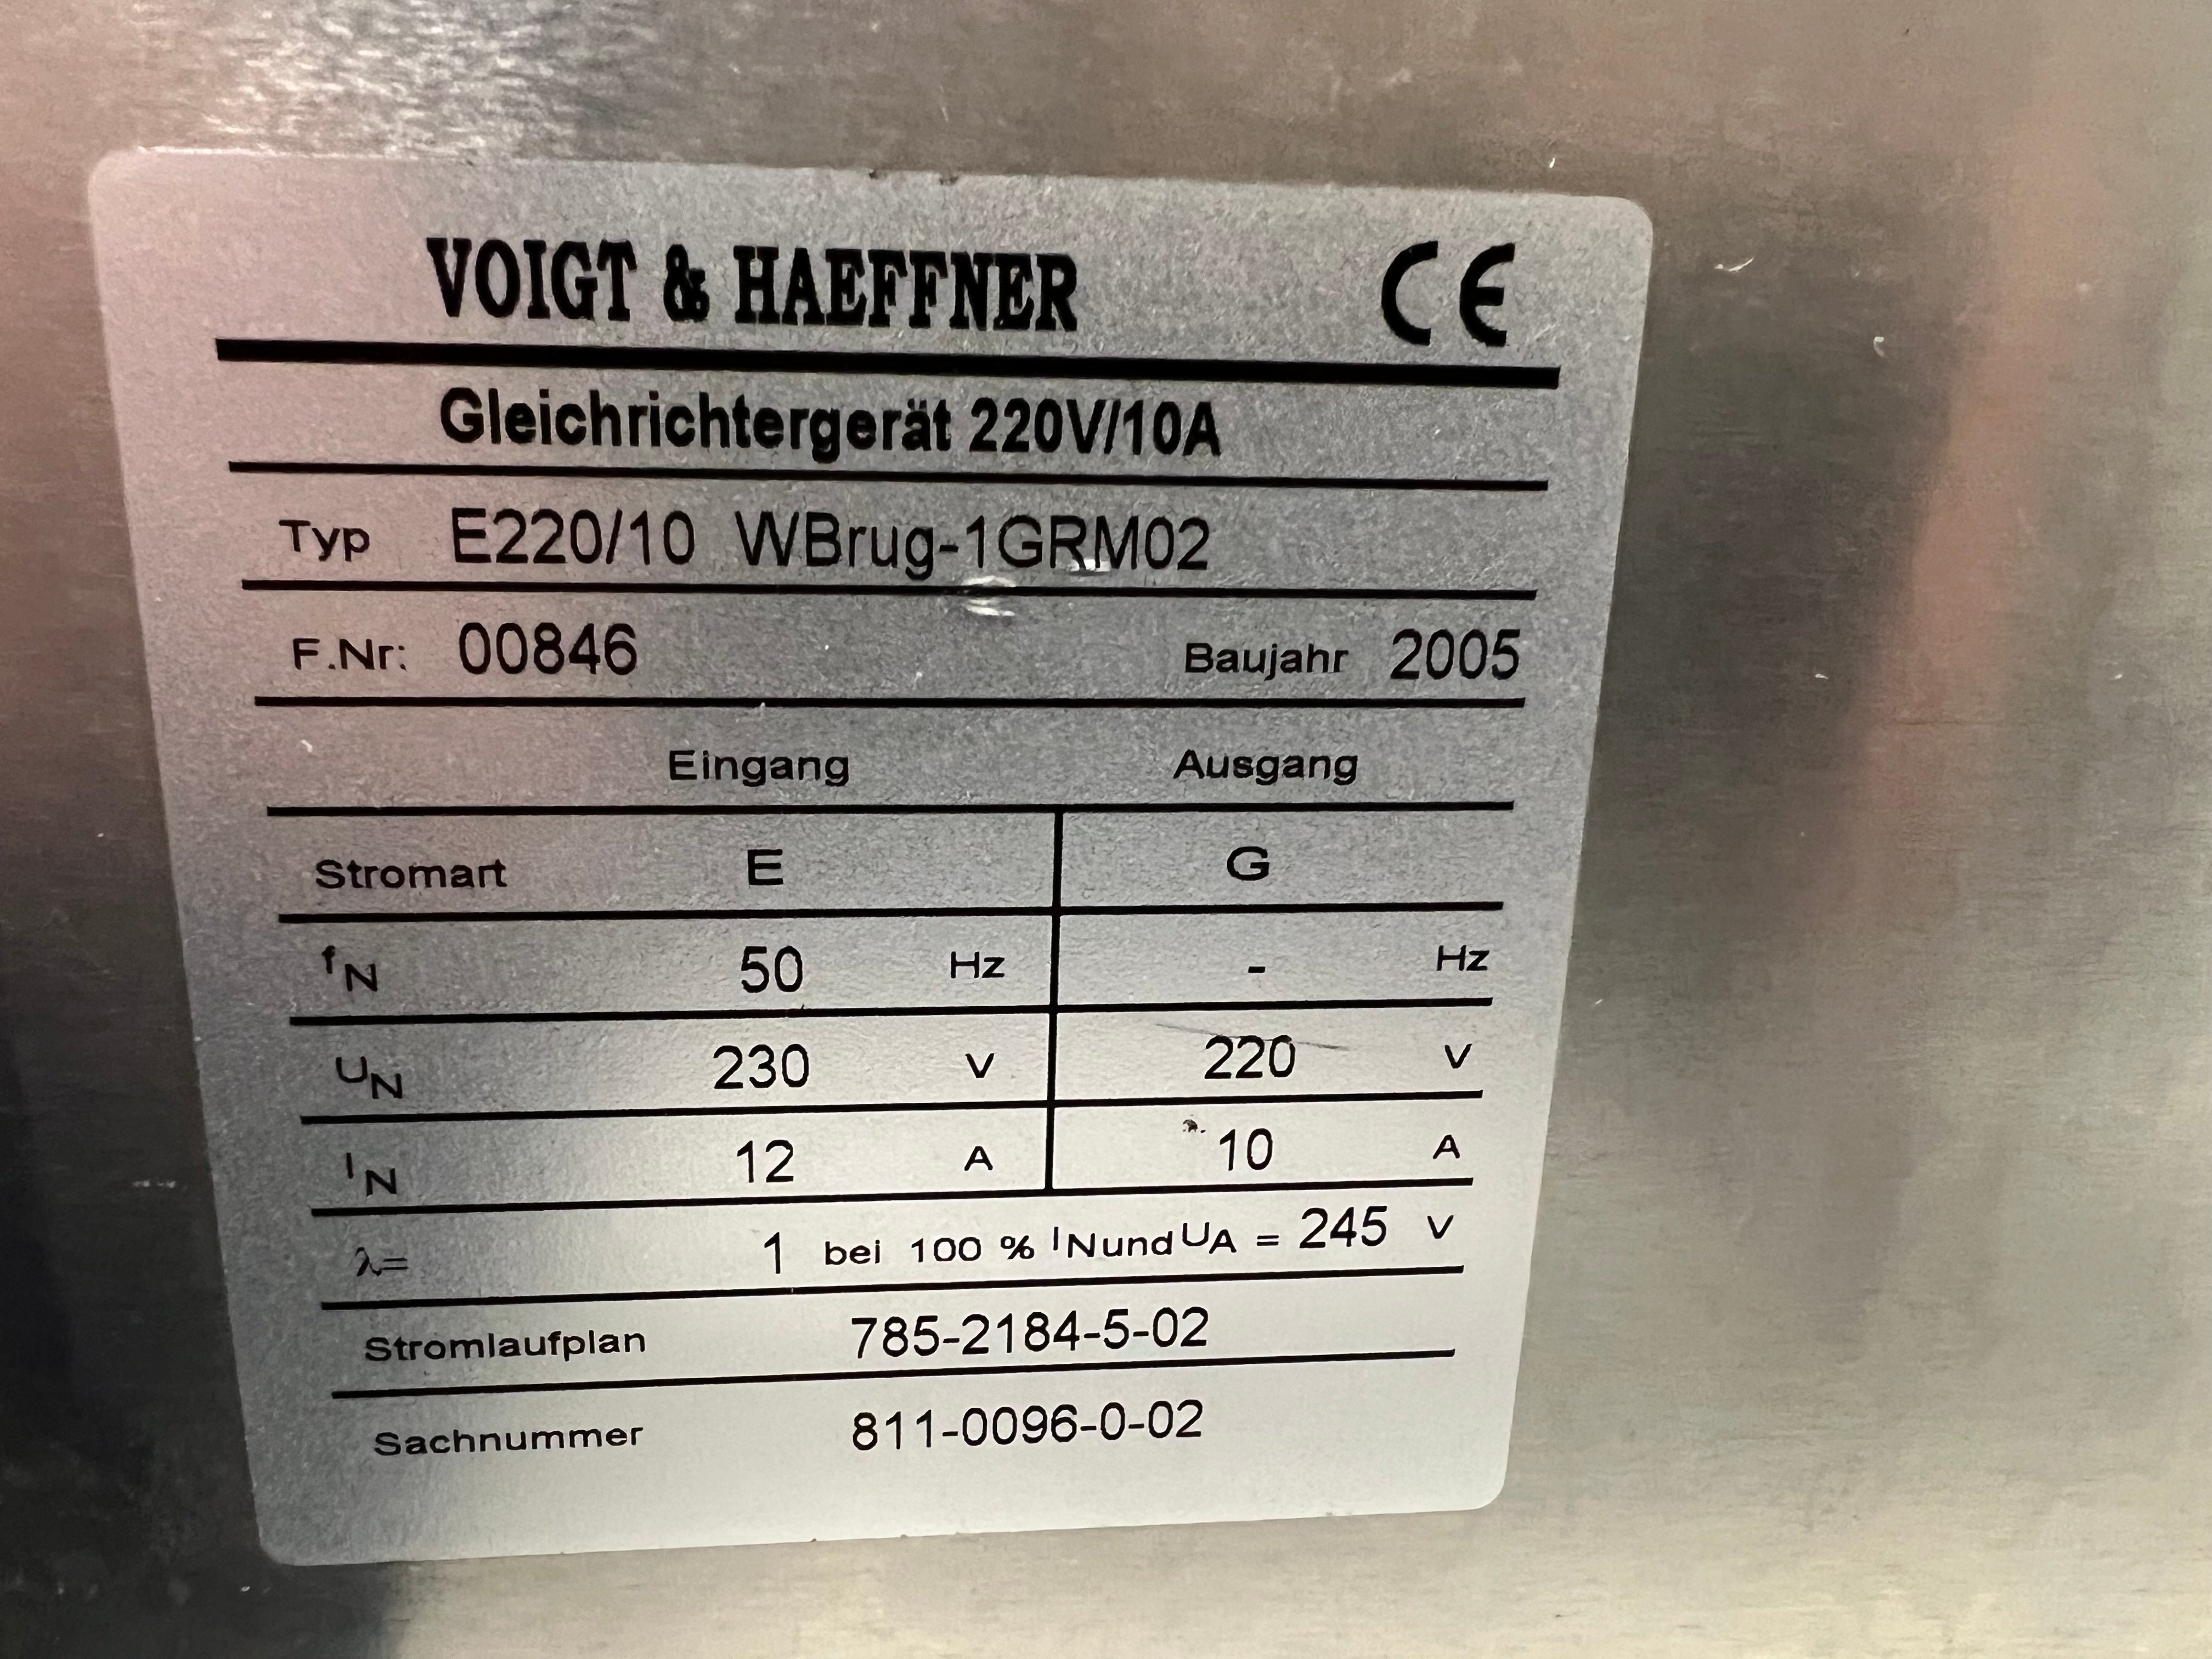 VOIGT & HAEFFNER CE
Gleichrichtergerät 220V/10A
Typ E220/10 WBrug-1GRM02
F.Nr: 00846 Baujahr 2005
Eingang Ausgang
Stromart E G
fN 50 Hz - Hz
UN 230 V 220 V
IN 12 A 10 A
λ= 1 bei 100 % IN und UA = 245 V
Stromlaufplan 785-2184-5-02
Sachnummer 811-0096-0-02